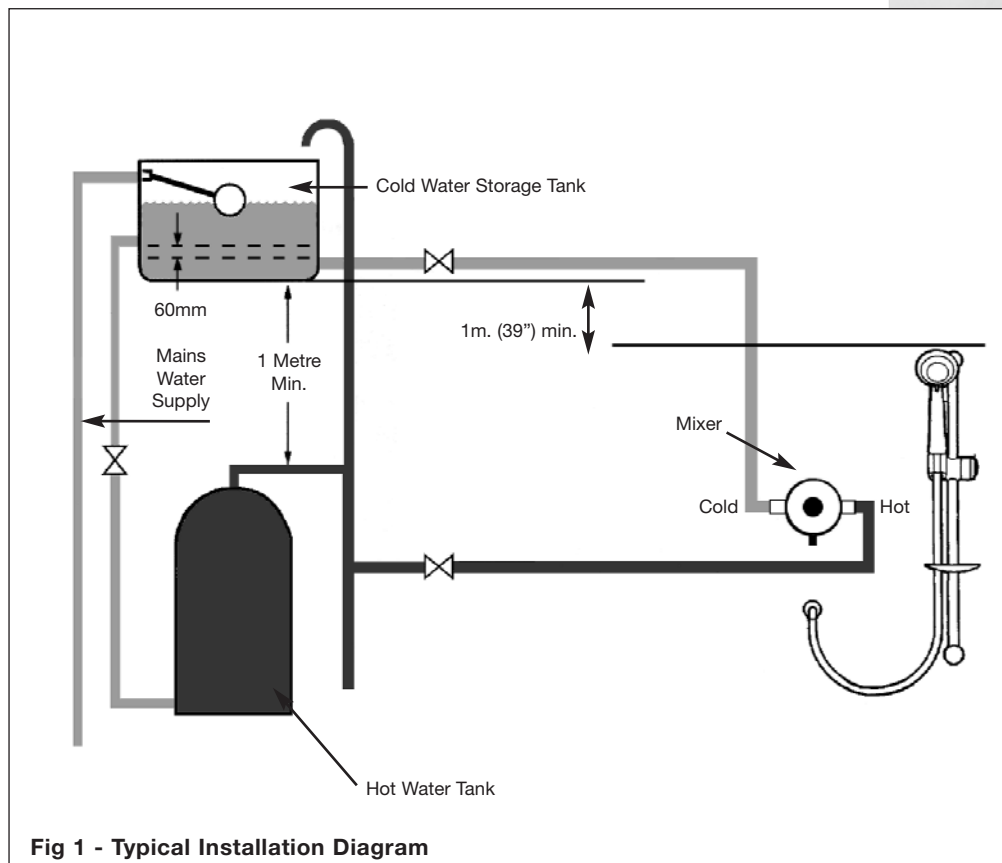 Cold Water Storage Tank
60mm
1m. (39”) min.
Mains
Water
Supply
1 Metre
Min.
Mixer
Cold
Hot
Hot Water Tank
Fig 1 - Typical Installation Diagram